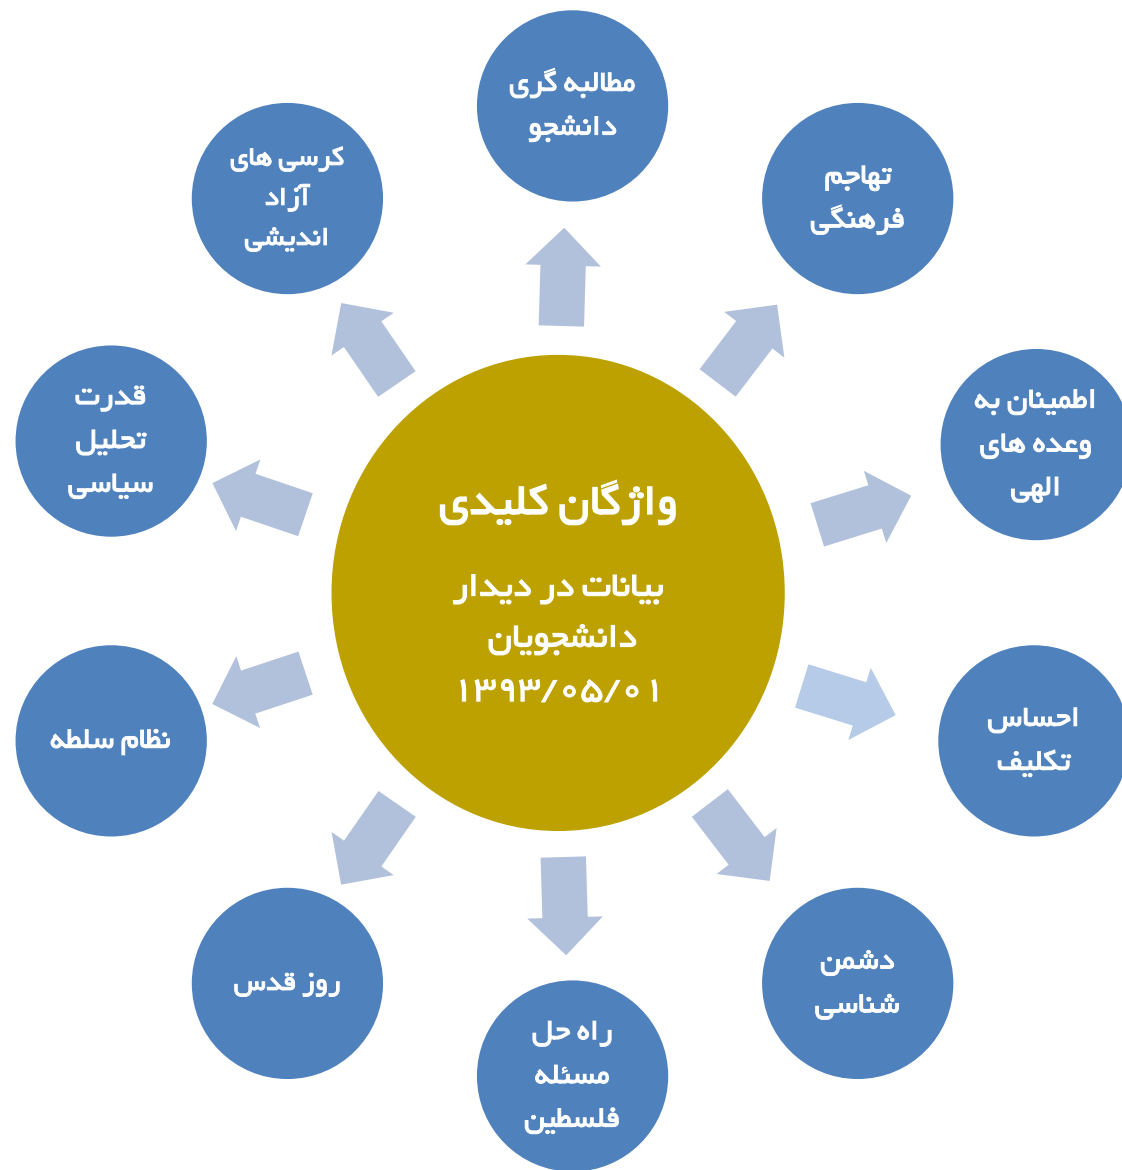 واژگان کلیدی
بیانات در دیدار
دانشجویان
۱۳۹۳/۰۵/۰۱
مطالبه گری
دانشجو
تهاجم
فرهنگی
اطمینان به
وعده های
الهی
احساس
تکلیف
دشمن
شناسی
راه حل
مسئله
فلسطین
روز قدس
نظام سلطه
قدرت
تحلیل
سیاسی
کرسی های
آزاد
اندیشی